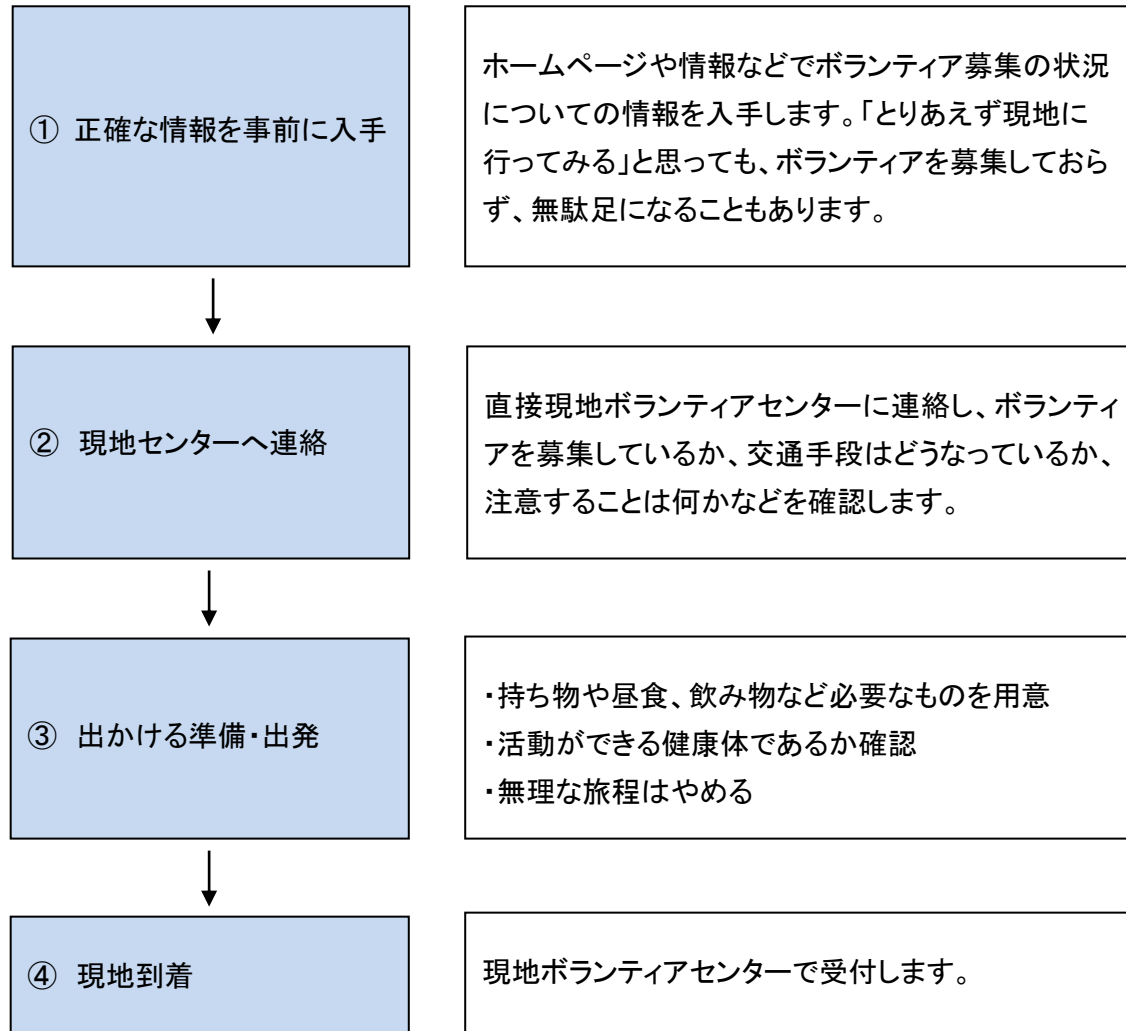 ① 正確な情報を事前に入手
ホームページや情報などでボランティア募集の状況
についての情報を入手します。「とりあえず現地に
行ってみる」と思っても、ボランティアを募集しておら
ず、無駄足になることもあります。
② 現地センターへ連絡
直接現地ボランティアセンターに連絡し、ボランティ
アを募集しているか、交通手段はどうなっているか、
注意することは何かなどを確認します。
③ 出かける準備・出発
・持ち物や昼食、飲み物など必要なものを用意
・活動ができる健康体であるか確認
・無理な旅程はやめる
④ 現地到着
現地ボランティアセンターで受付します。